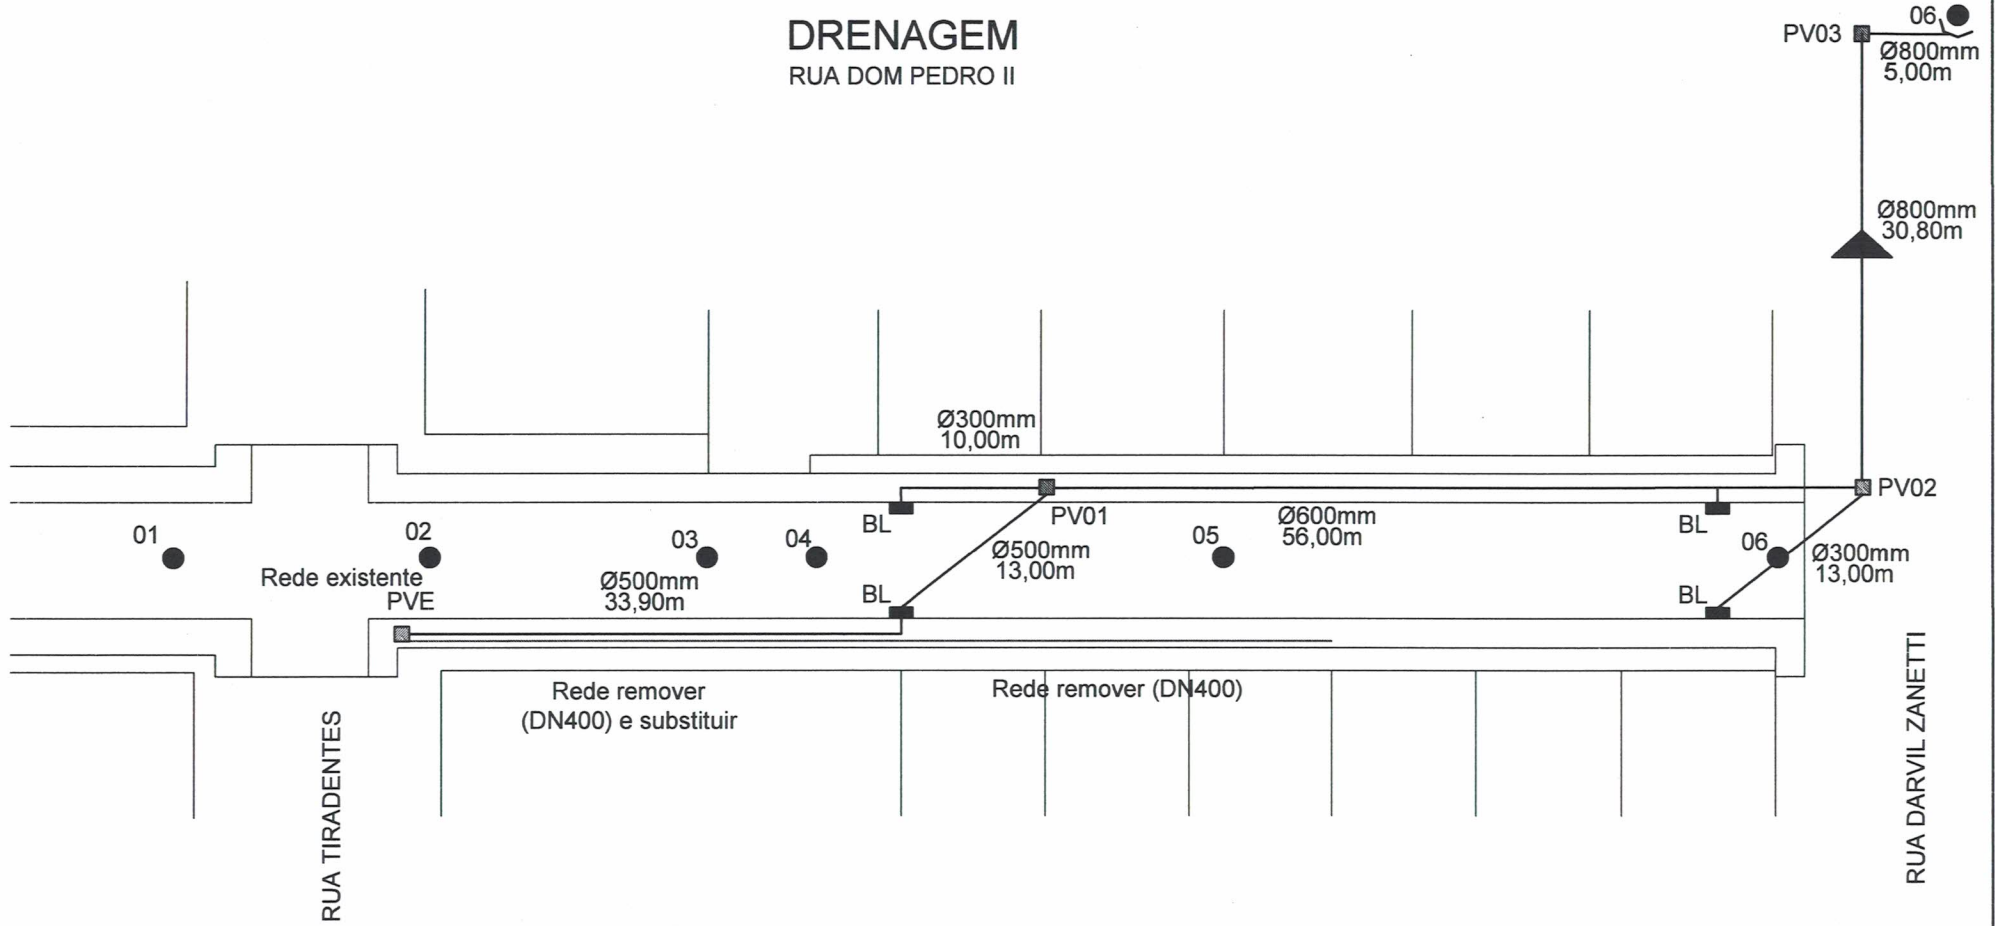 DRENAGEM
RUA DOM PEDRO II
06
PV03
Ø800mm
5,00m
Ø800mm
30,80m
Ø300mm
10,00m
PV02
BL
PV01
Ø600mm
56,00m
BL
01
02
03
04
05
06
Ø500mm
13,00m
Ø300mm
13,00m
Rede existente
PVE
Ø500mm
33,90m
BL
BL
Rede remover
(DN400) e substituir
Rede remover (DN400)
RUA TIRADENTES
RUA DARVIL ZANETTI